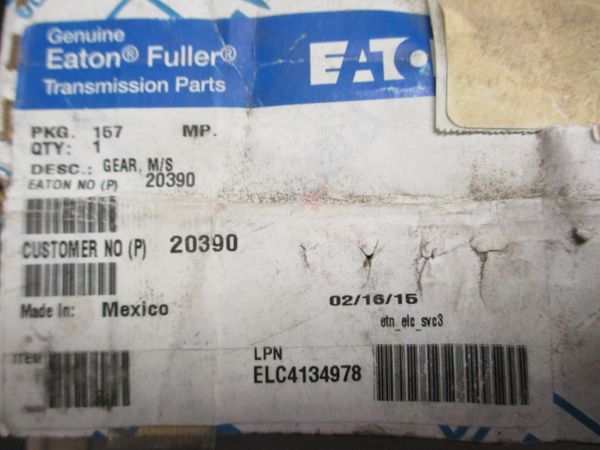 Genuine
Eaton® Fuller®
Transmission Parts
PKG. 157 MP.
QTY: 1
DESC.: GEAR, M/S
EATON NO (P) 20390
CUSTOMER NO (P) 20390
02/16/15
Made In: Mexico
etn_elc_svc3
ITEM
LPN
ELC4134978